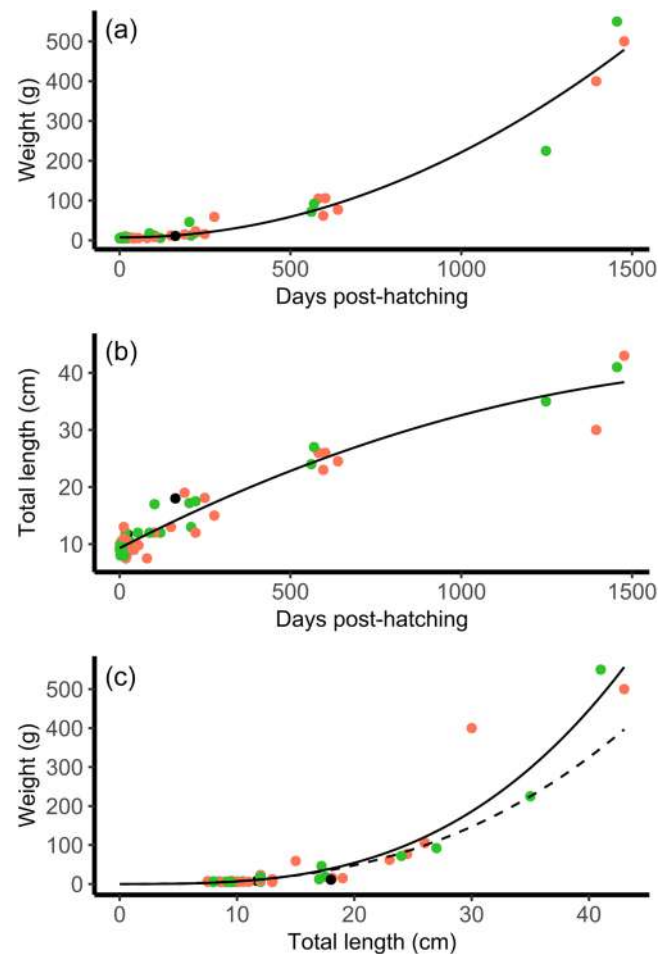 (a)
Weight (g)
500
400
300
200
100
0
0 500 1000 1500
Days post-hatching
(b)
Total length (cm)
40
30
20
10
0 500 1000 1500
Days post-hatching
(c)
Weight (g)
500
400
300
200
100
0
0 10 20 30 40
Total length (cm)